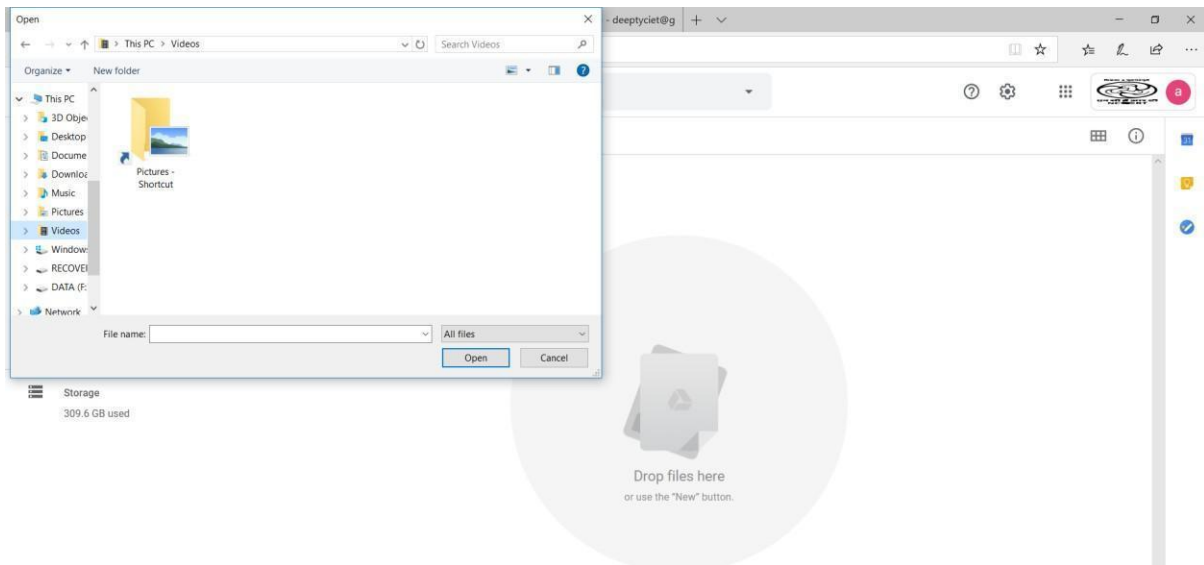 Open
- deeptyciet@g
This PC > Videos
Search Videos
Organize
New folder
This PC
3D Obje
Desktop
Docume
Downloa
Music
Pictures
Videos
Window
RECOVE
DATA (F:
Network
Pictures -
Shortcut
File name:
All files
Open
Cancel
a
31
Storage
309.6 GB used
Drop files here
or use the "New" button.